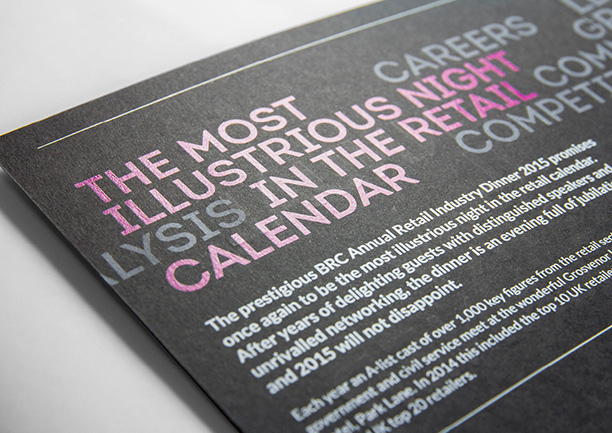 CAREERS
THE MOST
ILLUSTRIOUS NIGHT
LYSIS IN THE RETAIL COM
CALENDAR COMPETIT
The prestigious BRC Annual Retail Industry Dinner 2015 promises
once again to be the most illustrious night in the retail calendar.
After years of delighting guests with distinguished speakers and
unrivalled networking, the dinner is an evening full of
and 2015 will not disappoint.
Each year an A-list cast of over 1,000 key figures from the retail
government and civil service meet at the wonderful Grosvenor
Park Lane. In 2014 this included the top 10 UK
UK top 20 retailers.